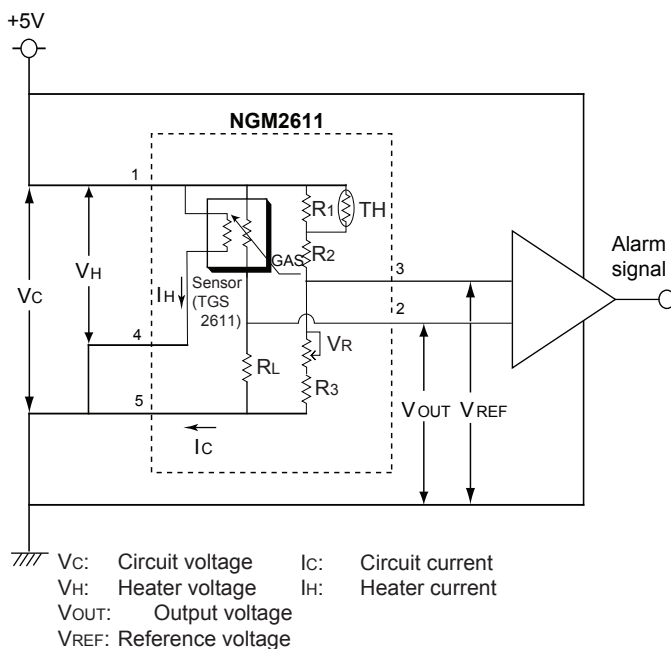 +5V
NGM2611
1
R1
TH
R2
GAS
3
Alarm
signal
Sensor
(TGS
2611)
IH
VH
VC
2
4
VR
RL
R3
5
VOUT
VREF
IC
VC: Circuit voltage IC: Circuit current
VH: Heater voltage IH: Heater current
VOUT: Output voltage
VREF: Reference voltage